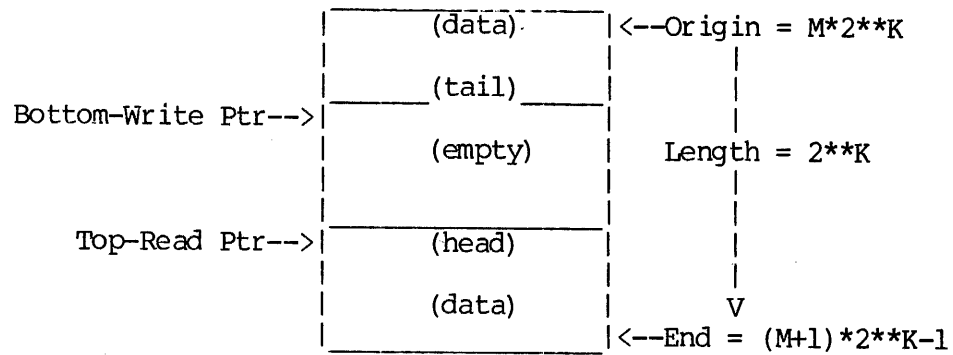 (data) <--Origin = M*2**K
(tail)
Bottom-Write Ptr-->
(empty) Length = 2**K
Top-Read Ptr--> (head)
(data)
V
<--End = (M+1)*2**K-1